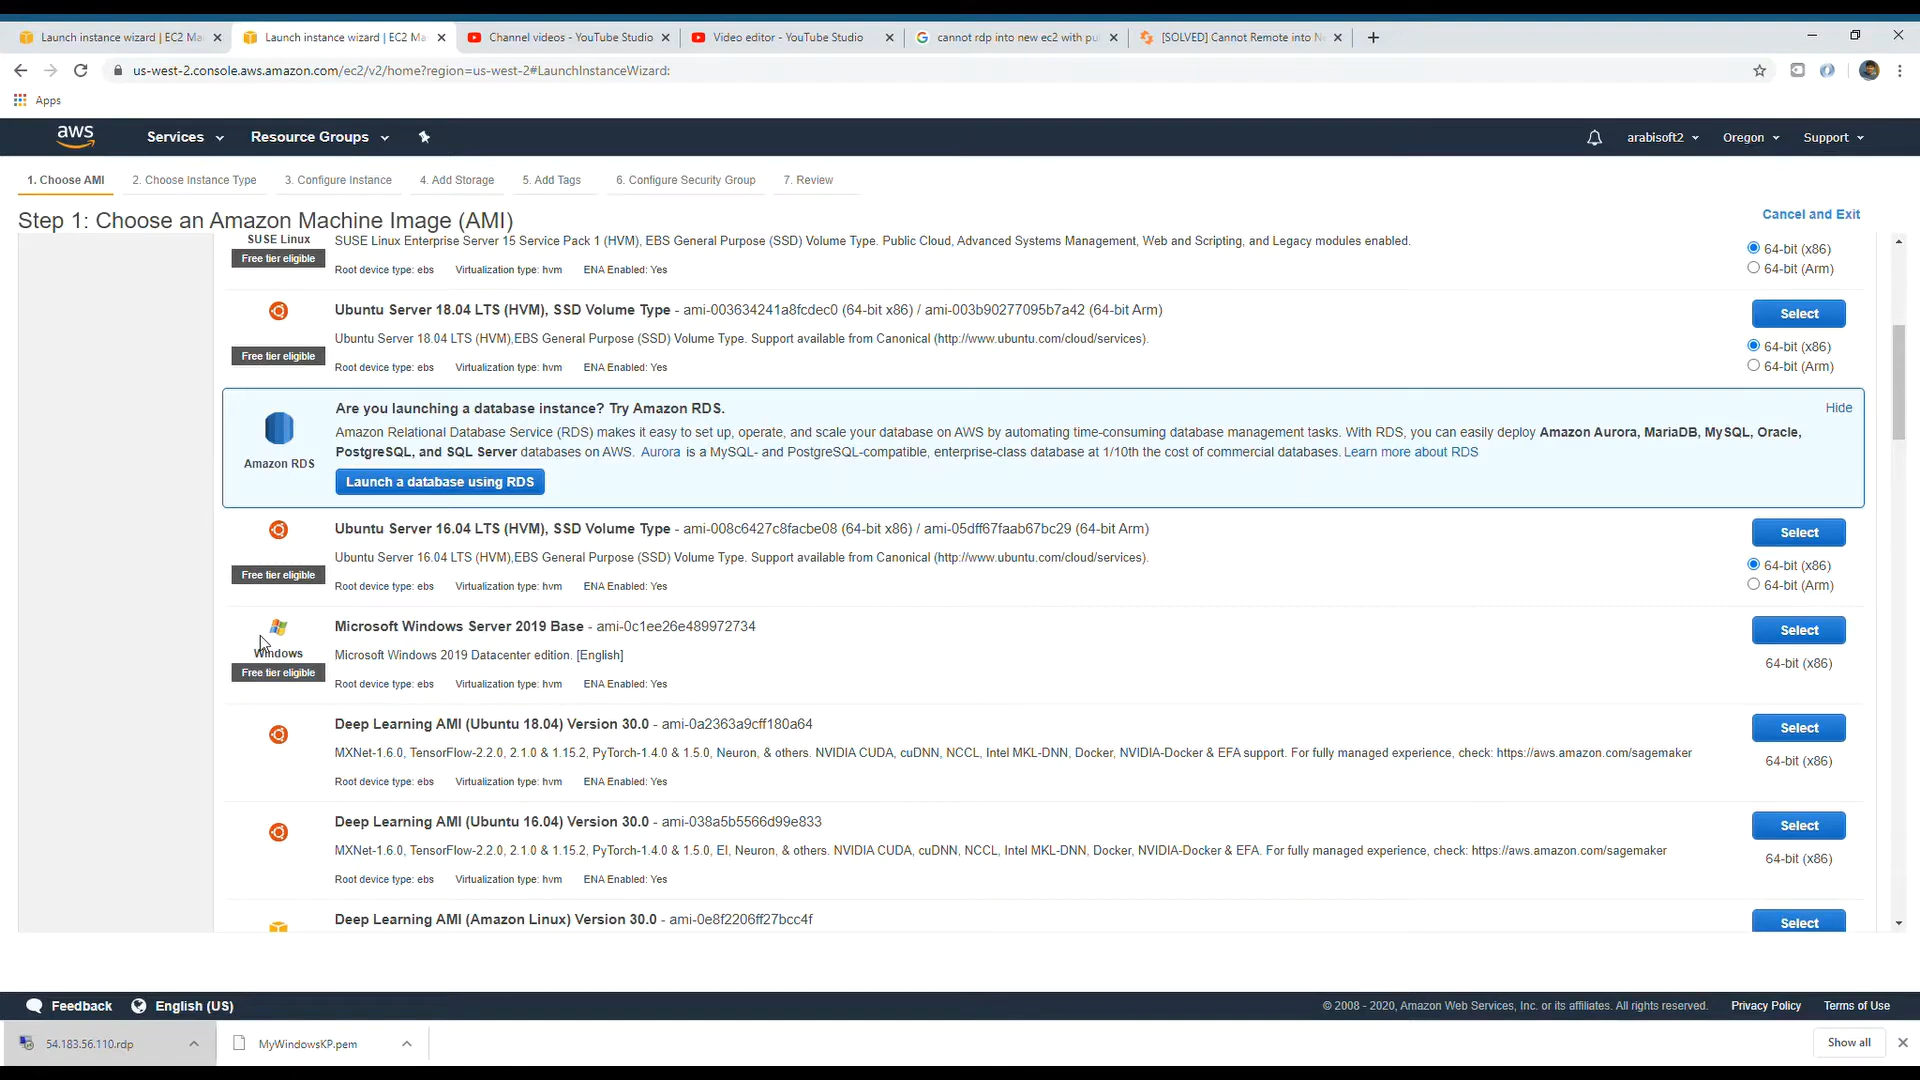 Launch instance wizard | EC2 Ma
Launch instance wizard | EC2 Ma
Channel videos - YouTube Studio
Video editor - YouTube Studio
cannot rdp into new ec2 with pu
[SOLVED] Cannot Remote into N
us-west-2.console.aws.amazon.com/ec2/v2/home?region=us-west-2#LaunchInstanceWizard:
Apps
aws
Services
Resource Groups
arabisoft2
Oregon
Support
1. Choose AMI
2. Choose Instance Type
3. Configure Instance
4. Add Storage
5. Add Tags
6. Configure Security Group
7. Review
Step 1: Choose an Amazon Machine Image (AMI)
Cancel and Exit
SUSE Linux
Free tier eligible
SUSE Linux Enterprise Server 15 Service Pack 1 (HVM), EBS General Purpose (SSD) Volume Type. Public Cloud, Advanced Systems Management, Web and Scripting, and Legacy modules enabled.
Root device type: ebs Virtualization type: hvm ENA Enabled: Yes
64-bit (x86)
64-bit (Arm)
Ubuntu Server 18.04 LTS (HVM), SSD Volume Type - ami-003634241a8fcdec0 (64-bit x86) / ami-003b90277095b7a42 (64-bit Arm)
Free tier eligible
Ubuntu Server 18.04 LTS (HVM),EBS General Purpose (SSD) Volume Type. Support available from Canonical (http://www.ubuntu.com/cloud/services).
Root device type: ebs Virtualization type: hvm ENA Enabled: Yes
Select
64-bit (x86)
64-bit (Arm)
Amazon RDS
Are you launching a database instance? Try Amazon RDS.
Hide
Amazon Relational Database Service (RDS) makes it easy to set up, operate, and scale your database on AWS by automating time-consuming database management tasks. With RDS, you can easily deploy Amazon Aurora, MariaDB, MySQL, Oracle,
PostgreSQL, and SQL Server databases on AWS. Aurora is a MySQL- and PostgreSQL-compatible, enterprise-class database at 1/10th the cost of commercial databases. Learn more about RDS
Launch a database using RDS
Ubuntu Server 16.04 LTS (HVM), SSD Volume Type - ami-008c6427c8facbe08 (64-bit x86) / ami-05dff67faab67bc29 (64-bit Arm)
Free tier eligible
Ubuntu Server 16.04 LTS (HVM),EBS General Purpose (SSD) Volume Type. Support available from Canonical (http://www.ubuntu.com/cloud/services).
Root device type: ebs Virtualization type: hvm ENA Enabled: Yes
Select
64-bit (x86)
64-bit (Arm)
Windows
Free tier eligible
Microsoft Windows Server 2019 Base - ami-0c1ee26e489972734
Microsoft Windows 2019 Datacenter edition. [English]
Root device type: ebs Virtualization type: hvm ENA Enabled: Yes
Select
64-bit (x86)
Deep Learning AMI (Ubuntu 18.04) Version 30.0 - ami-0a2363a9cff180a64
MXNet-1.6.0, TensorFlow-2.2.0, 2.1.0 & 1.15.2, PyTorch-1.4.0 & 1.5.0, Neuron, & others. NVIDIA CUDA, cuDNN, NCCL, Intel MKL-DNN, Docker, NVIDIA-Docker & EFA support. For fully managed experience, check: https://aws.amazon.com/sagemaker
Root device type: ebs Virtualization type: hvm ENA Enabled: Yes
Select
64-bit (x86)
Deep Learning AMI (Ubuntu 16.04) Version 30.0 - ami-038a5b5566d99e833
MXNet-1.6.0, TensorFlow-2.2.0, 2.1.0 & 1.15.2, PyTorch-1.4.0 & 1.5.0, EI, Neuron, & others. NVIDIA CUDA, cuDNN, NCCL, Intel MKL-DNN, Docker, NVIDIA-Docker & EFA. For fully managed experience, check: https://aws.amazon.com/sagemaker
Root device type: ebs Virtualization type: hvm ENA Enabled: Yes
Select
64-bit (x86)
Deep Learning AMI (Amazon Linux) Version 30.0 - ami-0e8f2206ff27bcc4f
Select
Feedback
English (US)
© 2008 - 2020, Amazon Web Services, Inc. or its affiliates. All rights reserved.
Privacy Policy
Terms of Use
54.183.56.110.rdp
MyWindowsKP.pem
Show all